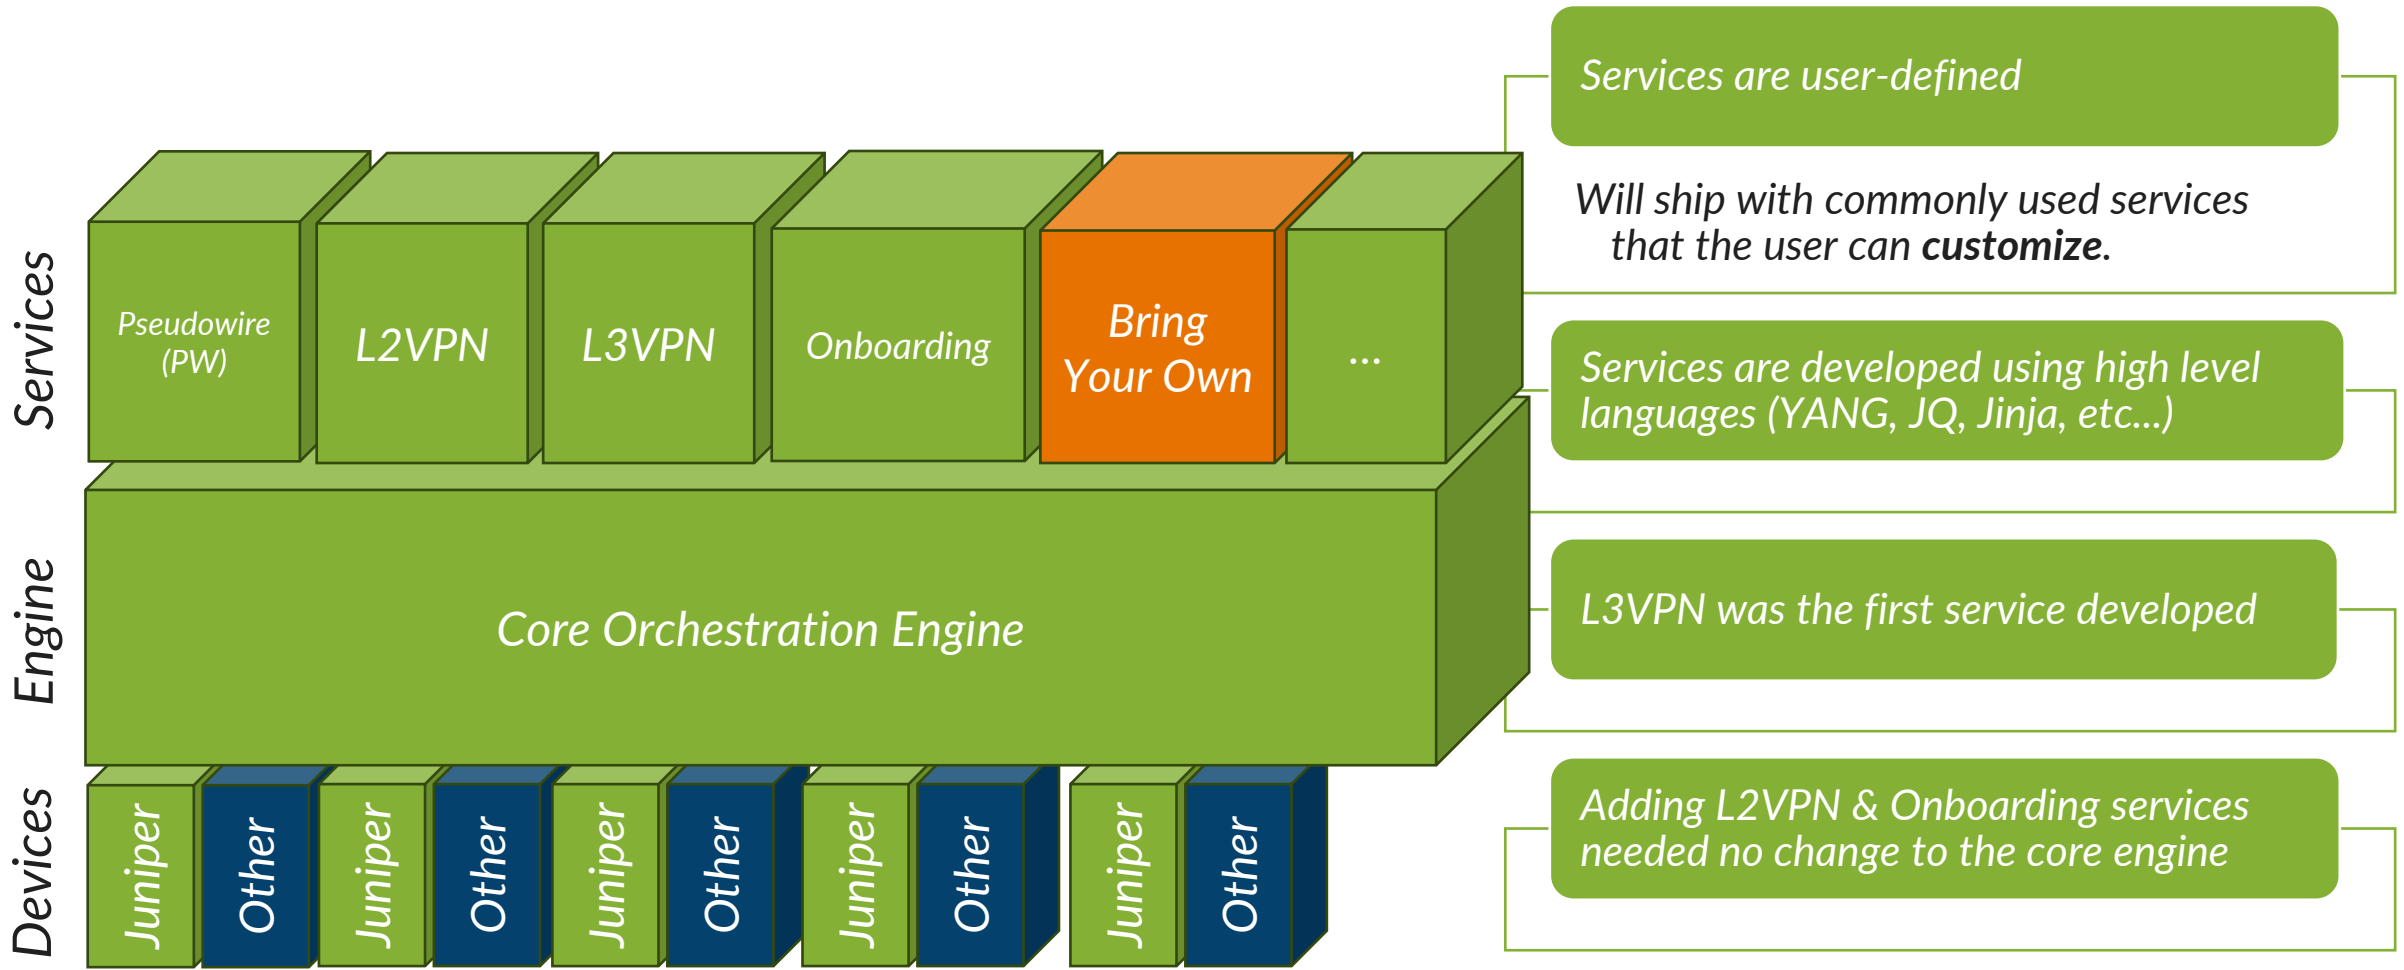 Services
Pseudowire
(PW)
L2VPN
L3VPN
Onboarding
Bring
Your Own
...
Engine
Core Orchestration Engine
Devices
Juniper
Other
Juniper
Other
Juniper
Other
Juniper
Other
Juniper
Other
Services are user-defined
Will ship with commonly used services
that the user can customize.
Services are developed using high level
languages (YANG, JQ, Jinja, etc...)
L3VPN was the first service developed
Adding L2VPN & Onboarding services
needed no change to the core engine